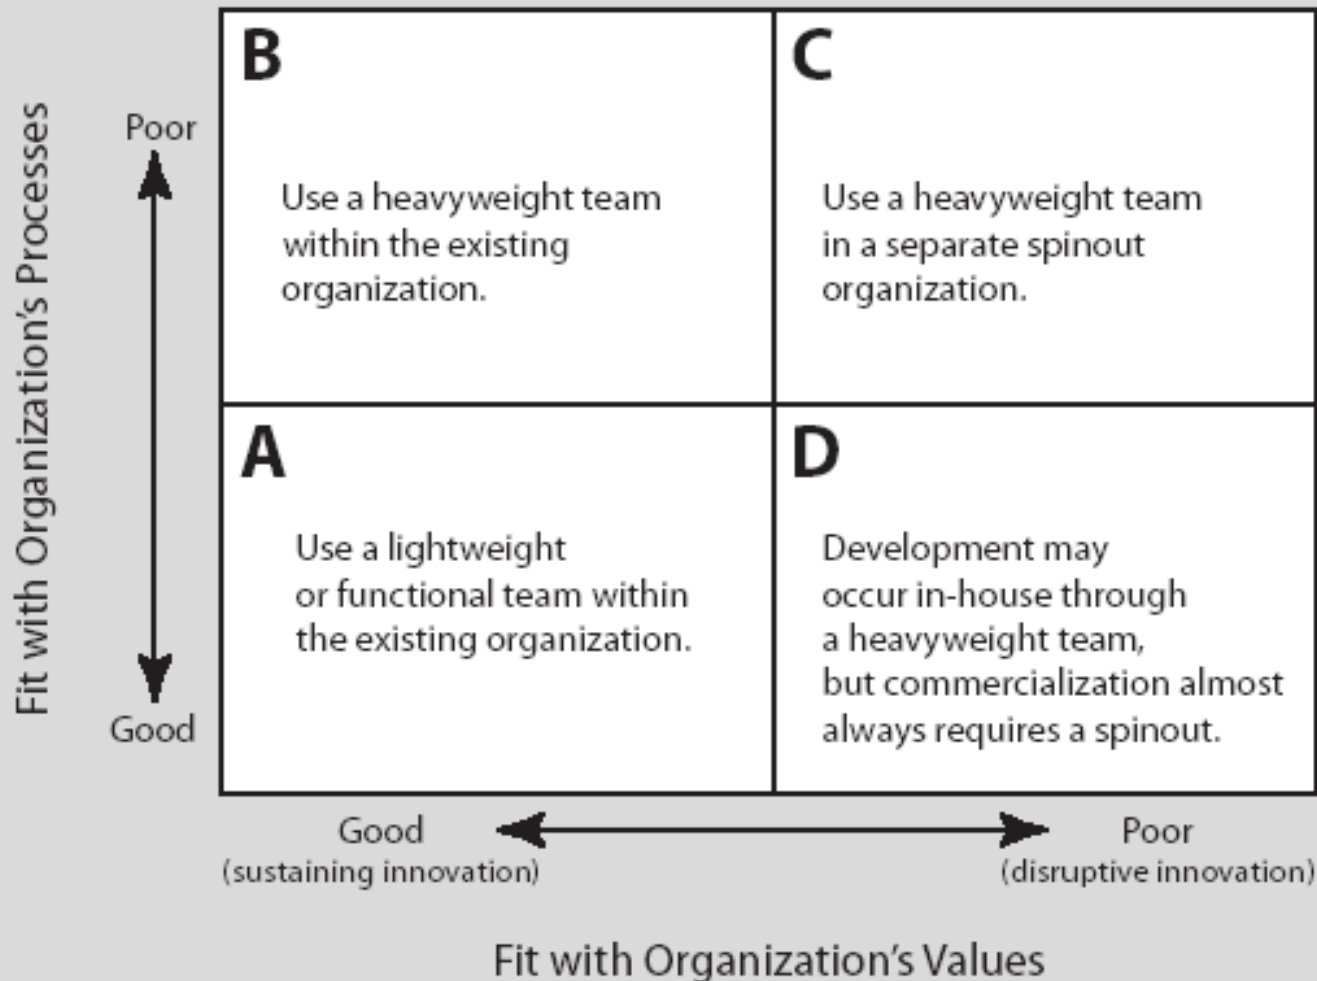 Fit with Organization's Processes
Poor
Good
B
Use a heavyweight team
within the existing
organization.
C
Use a heavyweight team
in a separate spinout
organization.
A
Use a lightweight
or functional team within
the existing organization.
D
Development may
occur in-house through
a heavyweight team,
but commercialization almost
always requires a spinout.
Good
(sustaining innovation)
Poor
(disruptive innovation)
Fit with Organization's Values